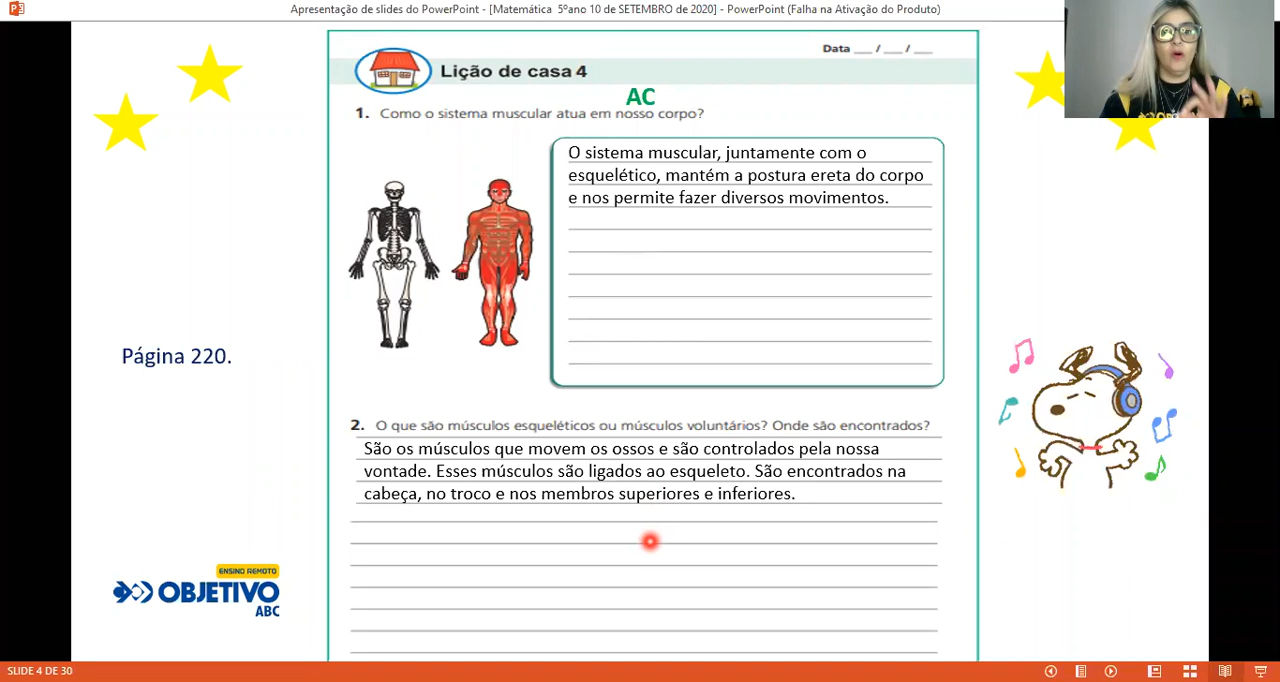 Apresentação de slides do PowerPoint - [Matemática 5ºano 10 de SETEMBRO de 2020] - PowerPoint (Falha na Ativação do Produto)
Data ___ / ___ / ___
Lição de casa 4
AC
1. Como o sistema muscular atua em nosso corpo?
O sistema muscular, juntamente com o
esquelético, mantém a postura ereta do corpo
e nos permite fazer diversos movimentos.
Página 220.
2. O que são músculos esqueléticos ou músculos voluntários? Onde são encontrados?
São os músculos que movem os ossos e são controlados pela nossa
vontade. Esses músculos são ligados ao esqueleto. São encontrados na
cabeça, no troco e nos membros superiores e inferiores.
ENSINO REMOTO
OBJETIVO
ABC
SLIDE 4 DE 30